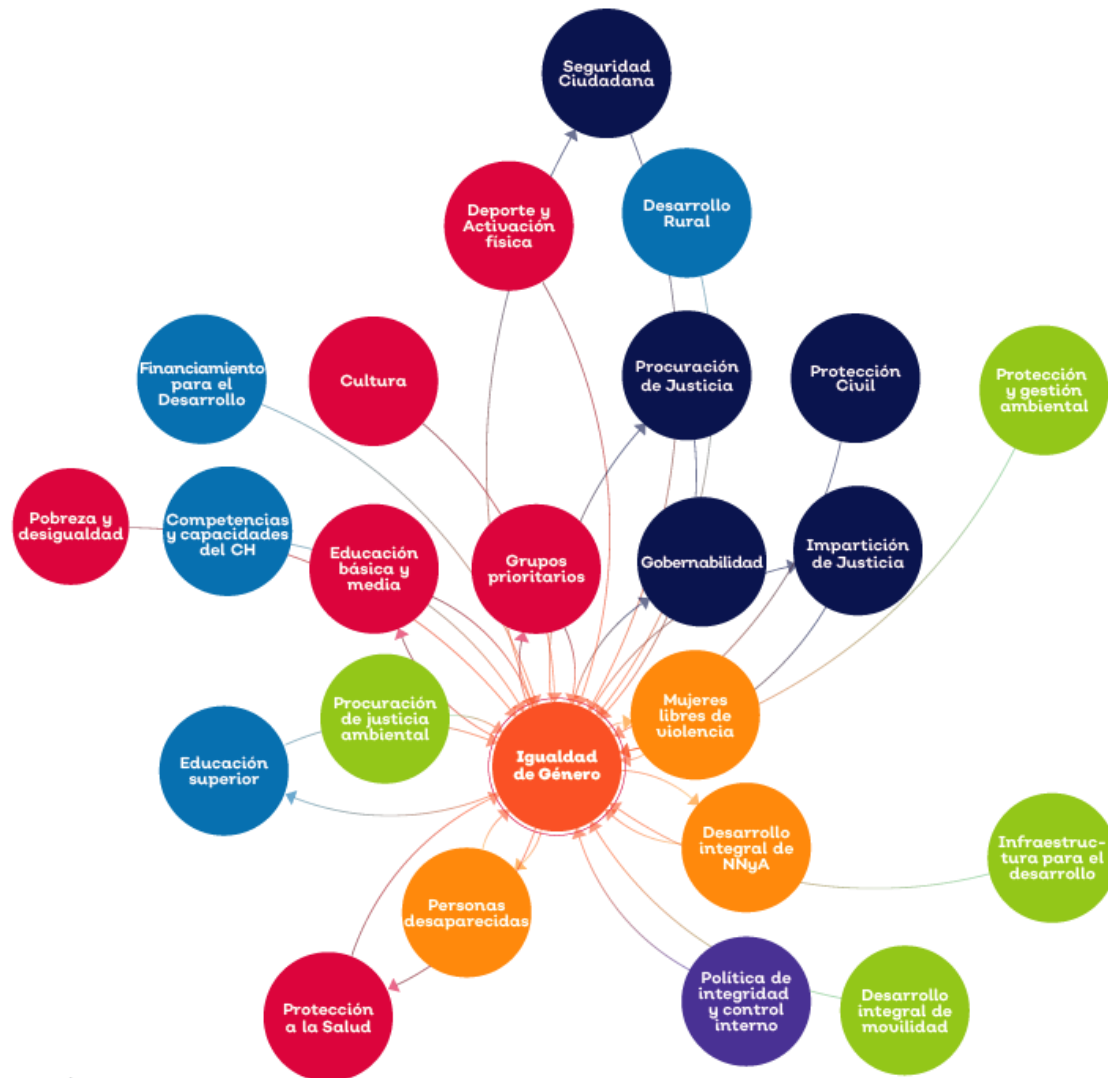 Seguridad
Ciudadana
Deporte y
Activación
física
Desarrollo
Rural
Financiamiento
para el
Desarrollo
Cultura
Procuración
de Justicia
Protección
Civil
Protección
y gestión
ambiental
Pobreza y
desigualdad
Competencias
y capacidades
del CH
Educación
básica y
media
Grupos
prioritarios
Gobernabilidad
Impartición
de Justicia
Procuración
de justicia
ambiental
Mujeres
libres de
violencia
Educación
superior
Igualdad
de Género
Desarrollo
integral de
NNyA
Infraestruc-
tura para el
desarrollo
Personas
desaparecidas
Protección
a la Salud
Política de
integridad
y control
interno
Desarrollo
integral de
movilidad